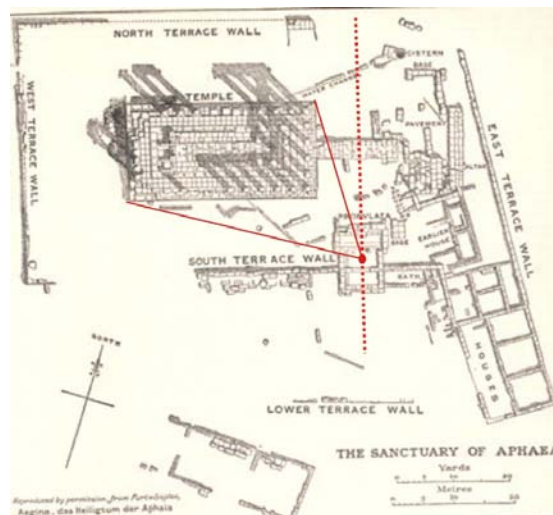 NORTH TERRACE WALL
CISTERN
BASE
WATER CHANNEL
TEMPLE
WEST TERRACE WALL
PAVEMENT
ALTAR
EAST TERRACE WALL
PROPYLAEA
BASE
EARLIER
HOUSE
SOUTH TERRACE WALL
BATH
HOUSES
NORTH
LOWER TERRACE WALL
THE SANCTUARY OF APHAEA
Yards
Metres
Reproduced by permission, from Furtwängler,
Aegina, das Heiligtum der Aphaia